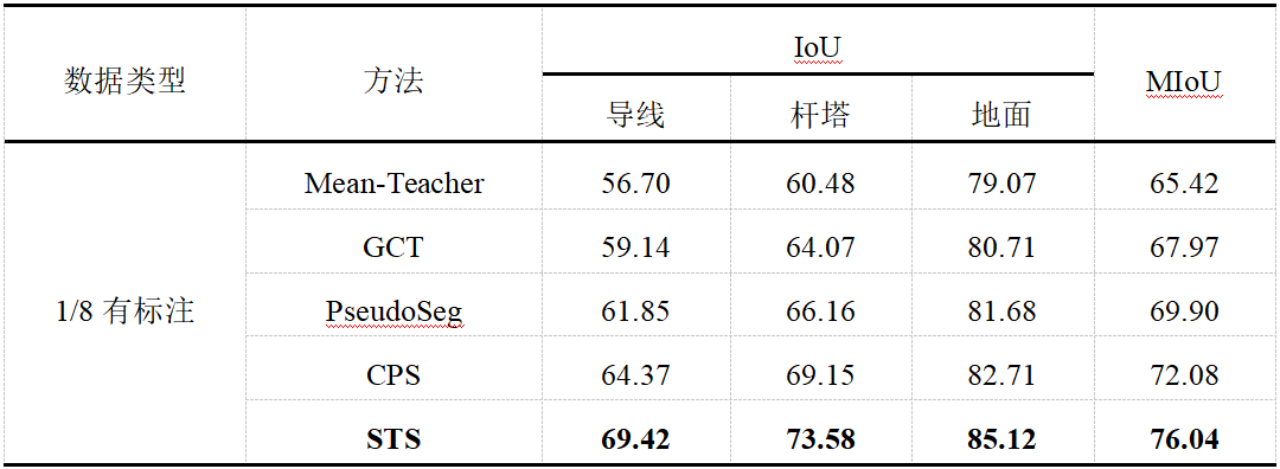 数据类型 方法 IoU MIoU
导线 杆塔 地面
1/8 有标注 Mean-Teacher 56.70 60.48 79.07 65.42
GCT 59.14 64.07 80.71 67.97
PseudoSeg 61.85 66.16 81.68 69.90
CPS 64.37 69.15 82.71 72.08
STS 69.42 73.58 85.12 76.04